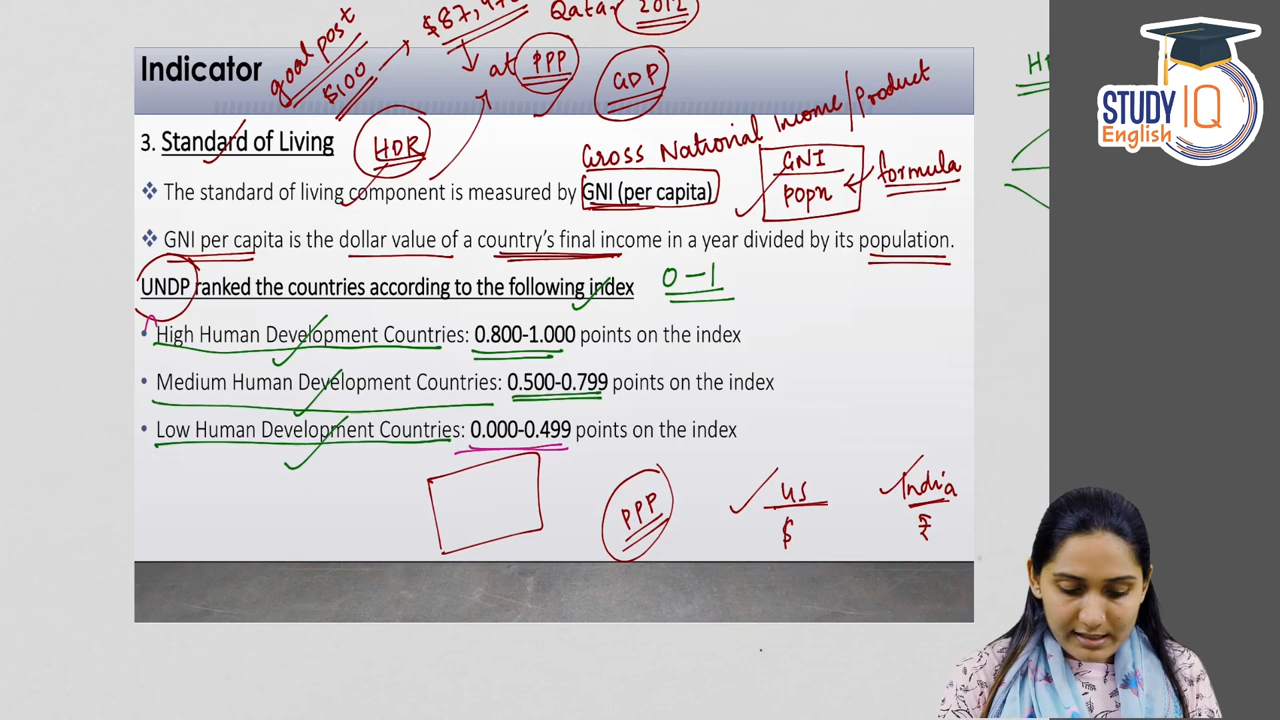 $87,
Qatar 2012
goal post
$100
at PPP
GDP
H
STUDY IQ
English
Indicator
Gross National Income/Product
3. Standard of Living
HDR
GNI
popn
formula
❖ The standard of living component is measured by GNI (per capita)
❖ GNI per capita is the dollar value of a country's final income in a year divided by its population.
UNDP ranked the countries according to the following index
0-1
• High Human Development Countries: 0.800-1.000 points on the index
• Medium Human Development Countries: 0.500-0.799 points on the index
• Low Human Development Countries: 0.000-0.499 points on the index
PPP
US
$
India
₹